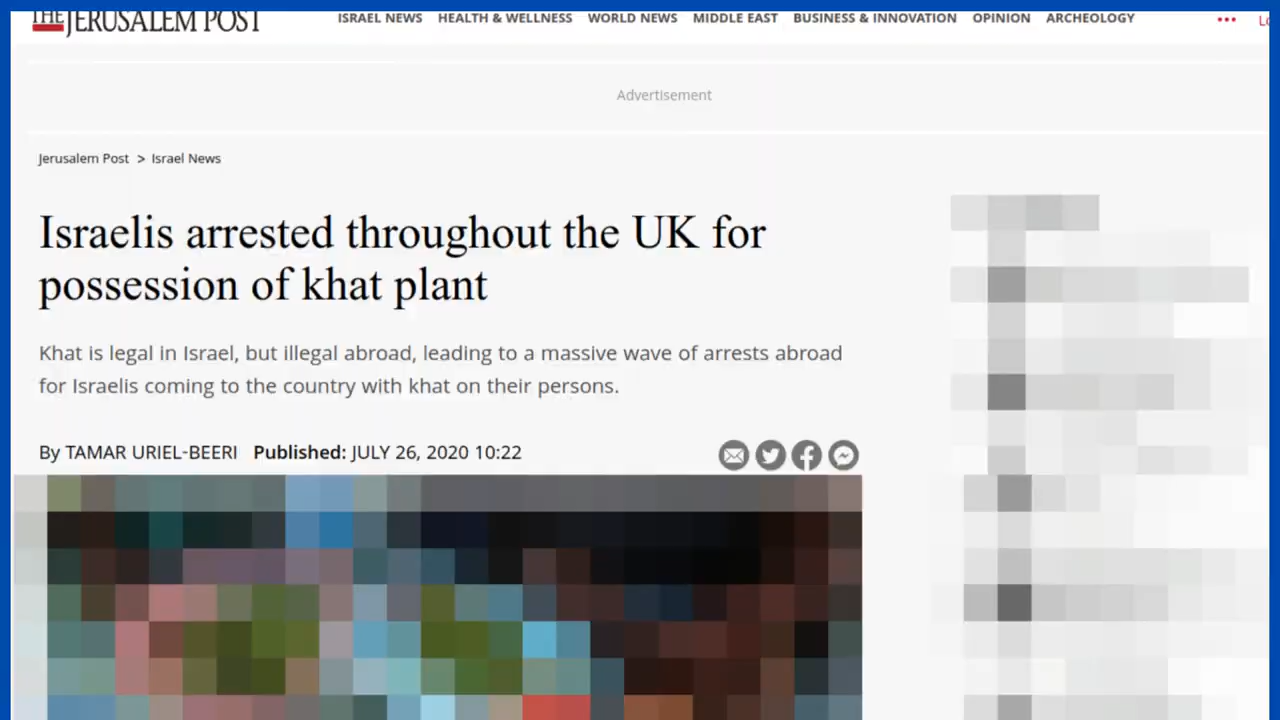 THE JERUSALEM POST
ISRAEL NEWS HEALTH & WELLNESS WORLD NEWS MIDDLE EAST BUSINESS & INNOVATION OPINION ARCHEOLOGY
Advertisement
Jerusalem Post > Israel News
Israelis arrested throughout the UK for
possession of khat plant
Khat is legal in Israel, but illegal abroad, leading to a massive wave of arrests abroad
for Israelis coming to the country with khat on their persons.
By TAMAR URIEL-BEERI Published: JULY 26, 2020 10:22